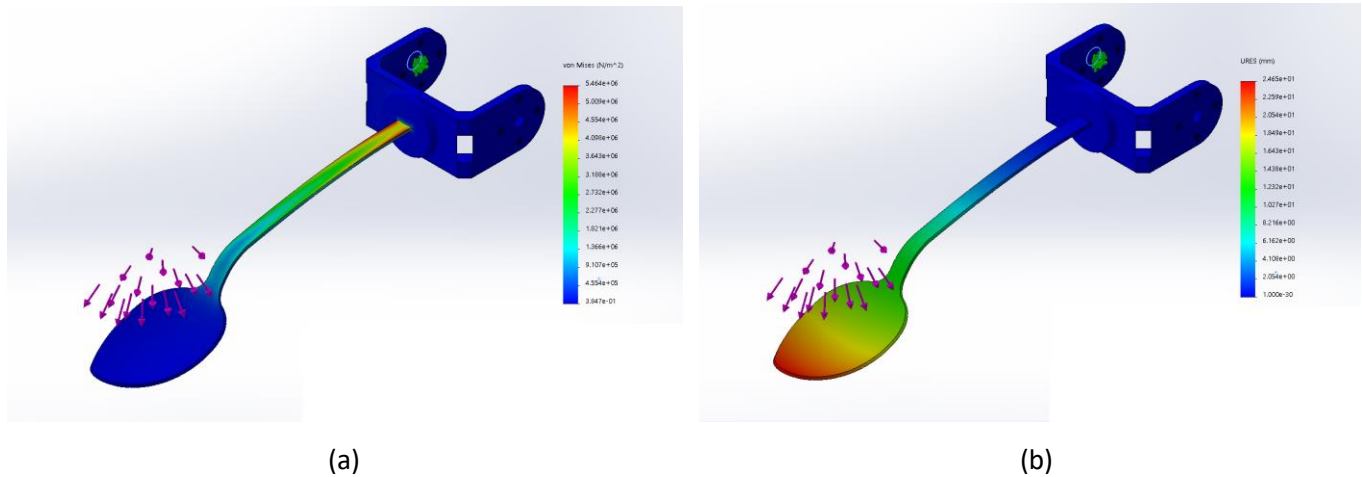 von Mises (N/m^2)
5.464e+06
5.009e+06
4.554e+06
4.098e+06
3.643e+06
3.188e+06
2.732e+06
2.277e+06
1.821e+06
1.366e+06
9.107e+05
4.554e+05
3.847e-01
URES (mm)
2.465e+01
2.259e+01
2.054e+01
1.849e+01
1.643e+01
1.438e+01
1.232e+01
1.027e+01
8.216e+00
6.162e+00
4.108e+00
2.054e+00
1.000e-30
(a)
(b)